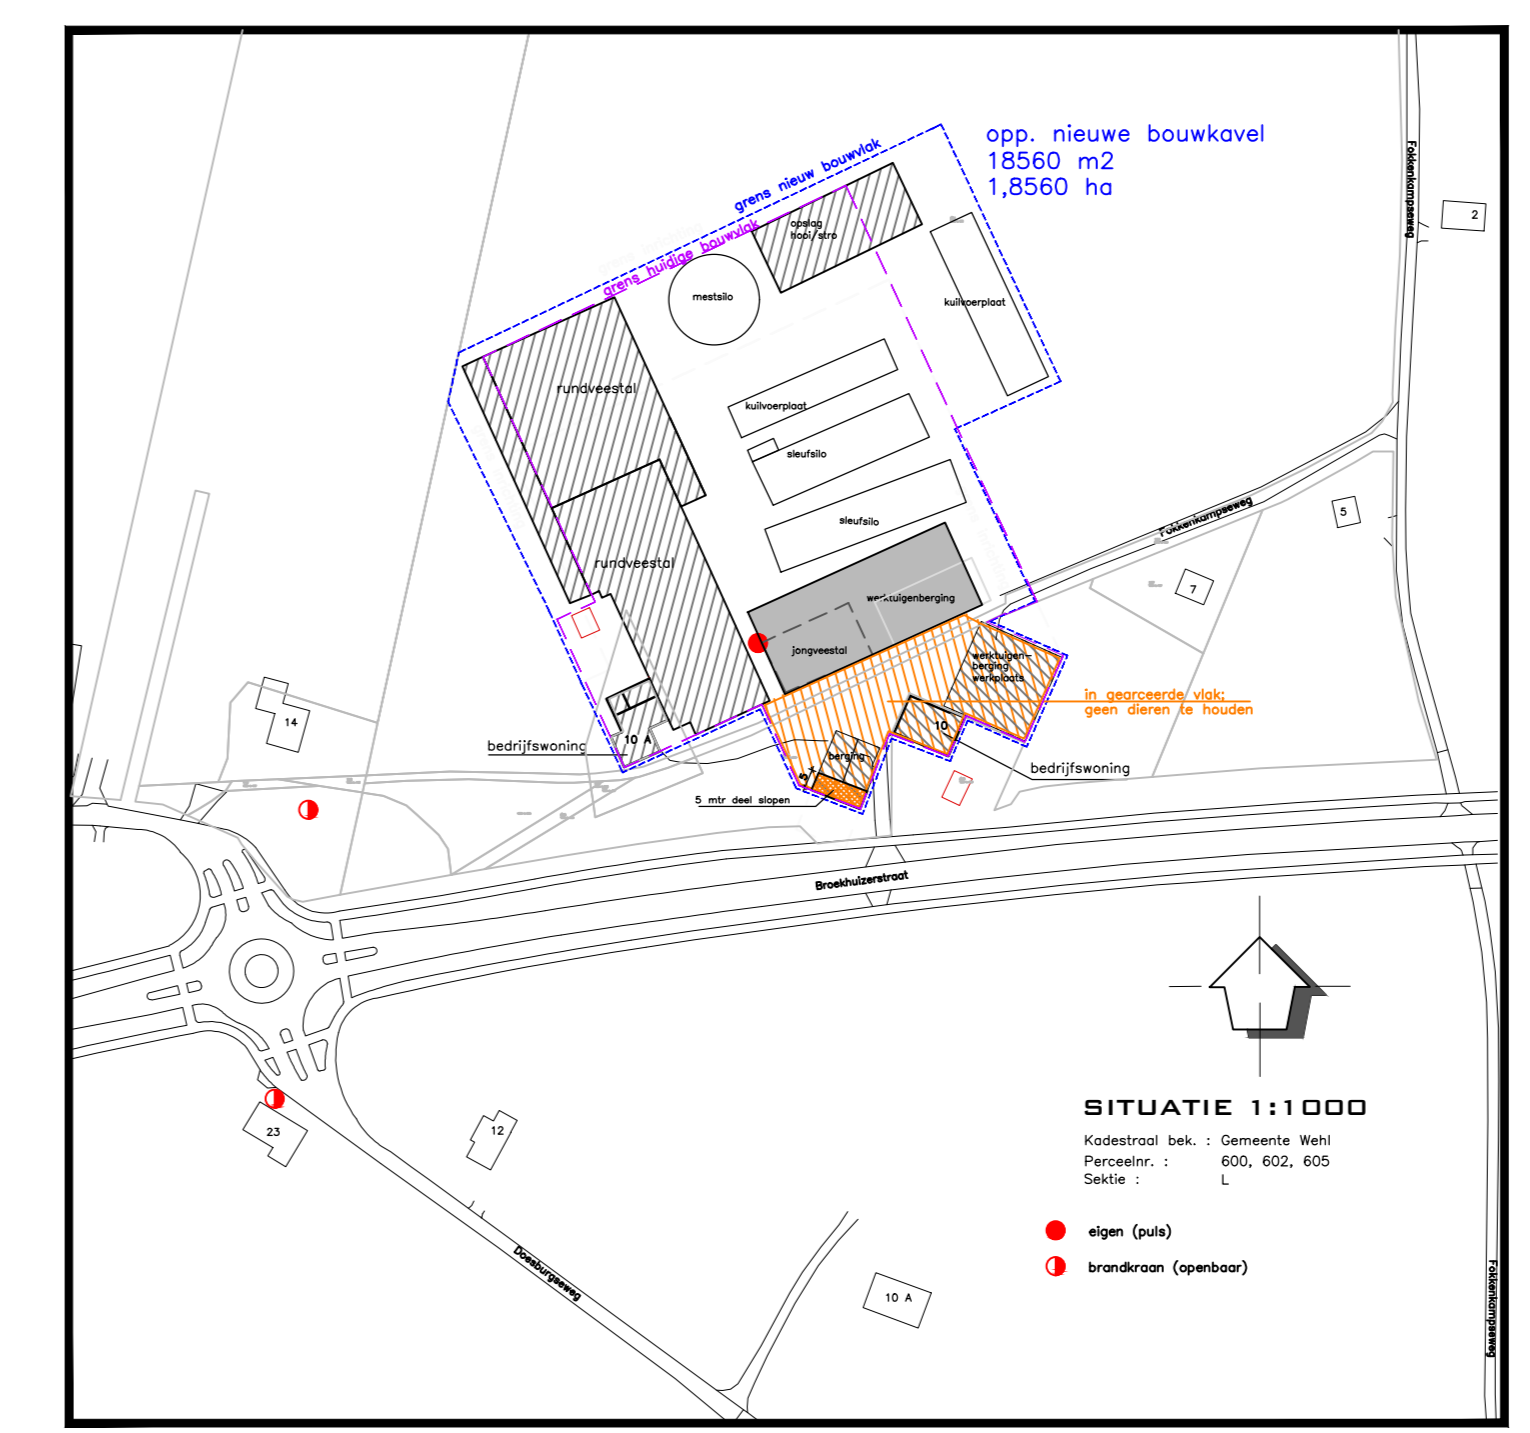 opp. nieuwe bouwkavel
18560 m2
1,8560 ha
grens nieuw bouwvlak
grens huidige bouwvlak
opslag
hooi/stro
mestsilo
kuilvoerplaat
rundveestal
kuilvoerplaat
sleufsilo
sleufsilo
rundveestal
werktuigenberging
jongveestal
werktuigen-
berging
werkplaats
in gearceerde vlak;
geen dieren te houden
10
10 A
bedrijfswoning
berging
5
bedrijfswoning
5 mtr deel slopen
Fokkenkampseweg
2
Fokkenkampseweg
5
7
14
Broekhuizerstraat
23
12
Doesburgseweg
10 A
SITUATIE 1:1000
Kadestraal bek. : Gemeente Wehl
Perceelnr. : 600, 602, 605
Sektie : L
eigen (puls)
brandkraan (openbaar)
Fokkenkampseweg